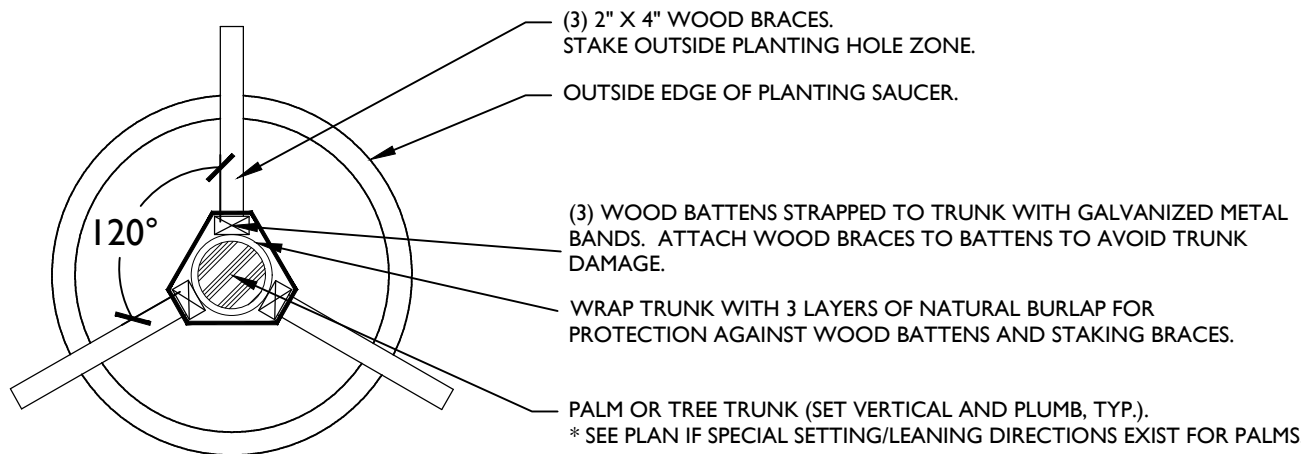 (3) 2" X 4" WOOD BRACES.
STAKE OUTSIDE PLANTING HOLE ZONE.
OUTSIDE EDGE OF PLANTING SAUCER.
120°
(3) WOOD BATTENS STRAPPED TO TRUNK WITH GALVANIZED METAL
BANDS. ATTACH WOOD BRACES TO BATTENS TO AVOID TRUNK
DAMAGE.
WRAP TRUNK WITH 3 LAYERS OF NATURAL BURLAP FOR
PROTECTION AGAINST WOOD BATTENS AND STAKING BRACES.
PALM OR TREE TRUNK (SET VERTICAL AND PLUMB, TYP.).
* SEE PLAN IF SPECIAL SETTING/LEANING DIRECTIONS EXIST FOR PALMS